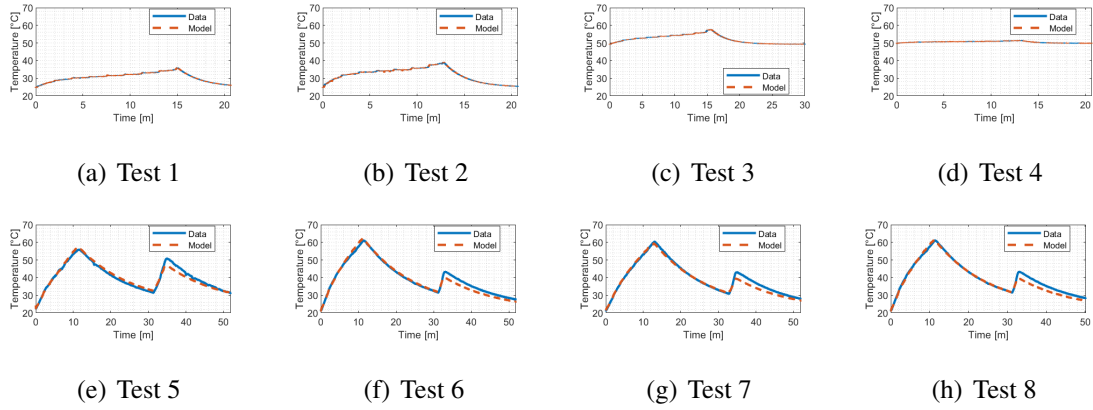 70
60
50
40
30
20
Temperature [°C]
Data
Model
0 5 10 15 20
Time [m]
(a) Test 1
70
60
50
40
30
20
Temperature [°C]
Data
Model
0 5 10 15 20
Time [m]
(b) Test 2
70
60
50
40
30
20
Temperature [°C]
Data
Model
0 5 10 15 20 25 30
Time [m]
(c) Test 3
70
60
50
40
30
20
Temperature [°C]
Data
Model
0 5 10 15 20
Time [m]
(d) Test 4
70
60
50
40
30
20
Temperature [°C]
Data
Model
0 10 20 30 40 50
Time [m]
(e) Test 5
70
60
50
40
30
20
Temperature [°C]
Data
Model
0 10 20 30 40 50
Time [m]
(f) Test 6
70
60
50
40
30
20
Temperature [°C]
Data
Model
0 10 20 30 40 50
Time [m]
(g) Test 7
70
60
50
40
30
20
Temperature [°C]
Data
Model
0 10 20 30 40 50
Time [m]
(h) Test 8